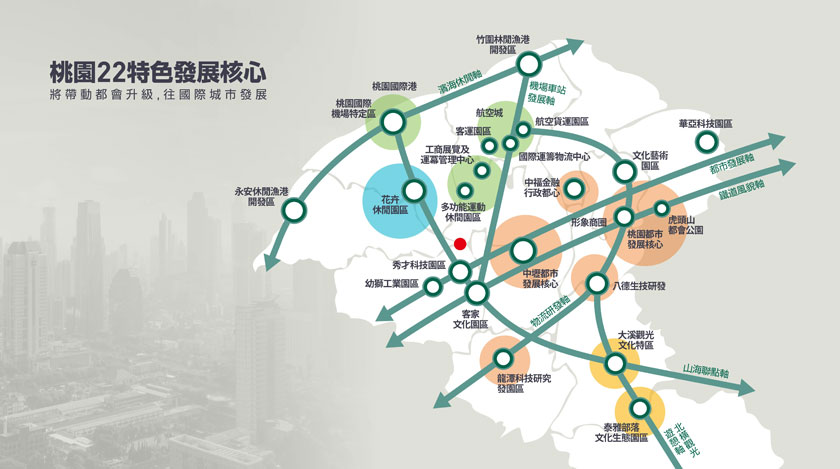 桃園22特色發展核心
將帶動都會升級,往國際城市發展
竹圍休閒漁港
開發區
濱海休閒軸
機場車站
發展軸
桃園國際港
桃園國際
機場特定區
航空城
客運園區
航空貨運園區
華亞科技園區
工商展覽及
運籌管理中心
國際運籌物流中心
文化藝術
園區
都市發展軸
鐵道風貌軸
永安休閒漁港
開發區
花卉
休閒園區
多功能運動
休閒園區
中福金融
行政都心
形象商圈
虎頭山
都會公園
桃園都市
發展核心
秀才科技園區
幼獅工業園區
中壢都市
發展核心
八德生技研發
客家
文化園區
物流研發軸
大溪觀光
文化特區
山海聯點軸
龍潭科技研究
發園區
泰雅部落
文化生態園區
北橫觀光
遊憩軸